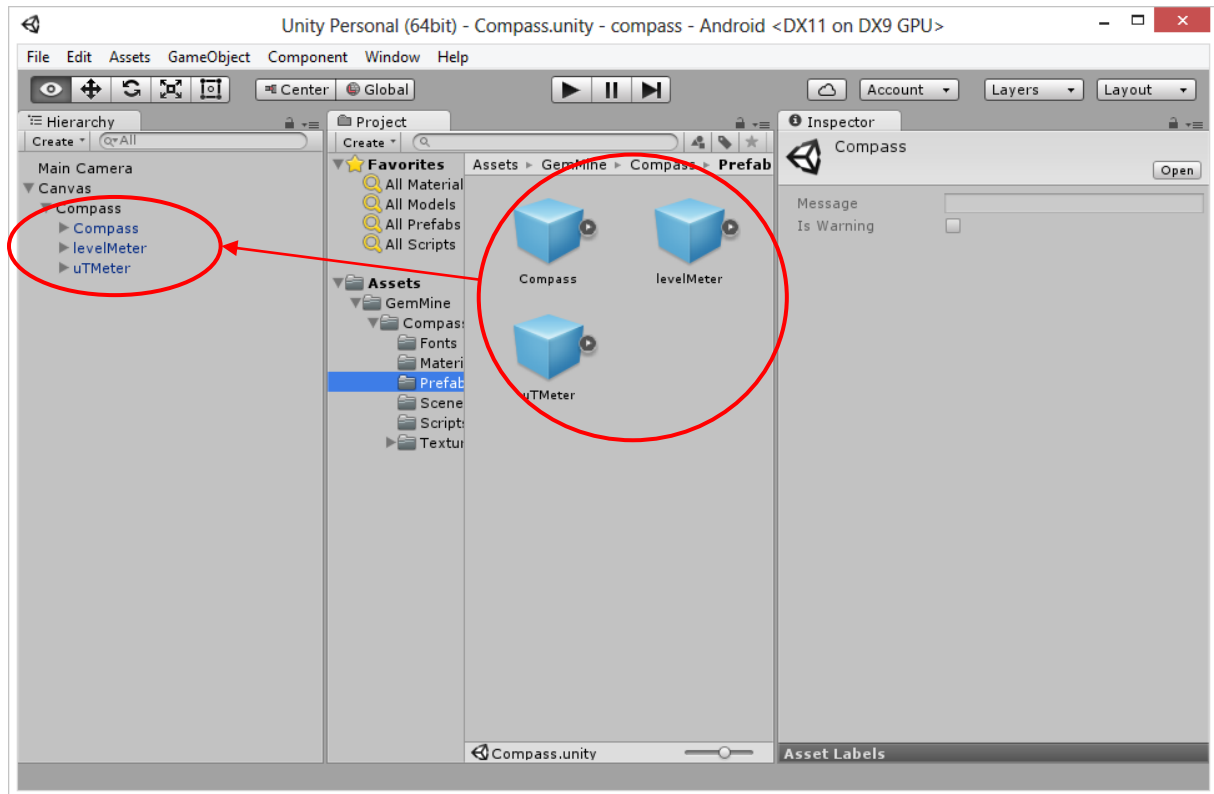 Unity Personal (64bit) - Compass.unity - compass - Android <DX11 on DX9 GPU>
File Edit Assets GameObject Component Window Help
Center Global Account Layers Layout
Hierarchy
Create All
Main Camera
Canvas
Compass
Compass
levelMeter
uTMeter
Project
Create
Favorites
All Material
All Models
All Prefabs
All Scripts
Assets
GemMine
Compas
Fonts
Materi
Prefab
Scene
Scripts
Textur
Assets GemMine Compass Prefab
Compass levelMeter
uTMeter
Compass.unity
Inspector
Compass
Open
Message
Is Warning
Asset Labels